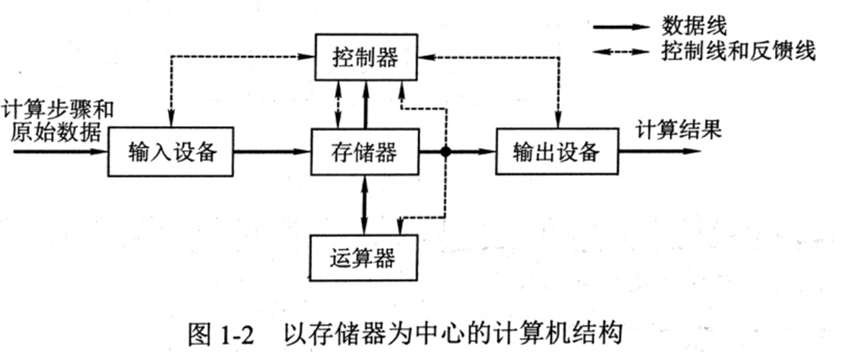 数据线
控制线和反馈线
控制器
计算步骤和
原始数据
输入设备
存储器
输出设备
计算结果
运算器
图 1-2 以存储器为中心的计算机结构